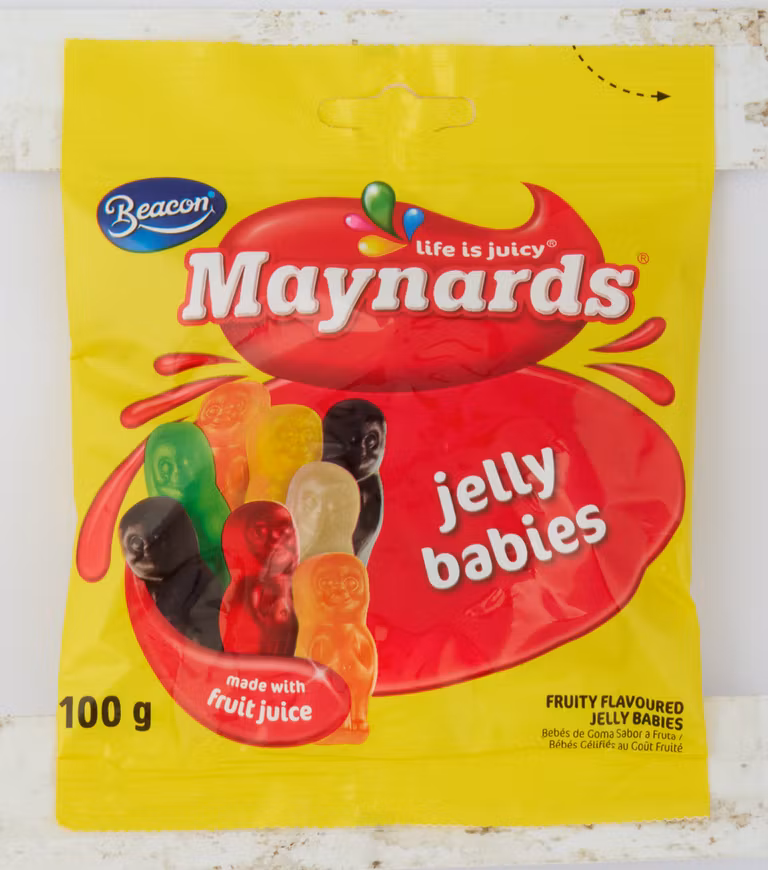 Beacon
life is juicy®
Maynards®
jelly
babies
made with
fruit juice
100 g
FRUITY FLAVOURED
JELLY BABIES
Bebés de Goma Sabor a Fruta /
Bébés Gélifiés au Goût Fruité